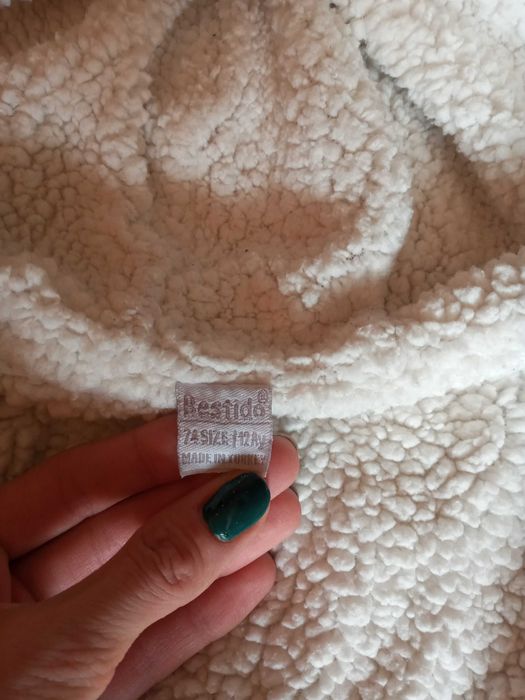 Bestido®
74 SIZE / 12 Ay
MADE IN TURKEY